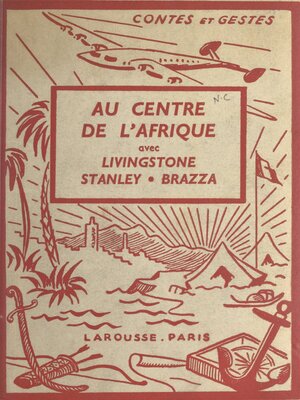 CONTES ET GESTES
N.C
AU CENTRE
DE L'AFRIQUE
avec
LIVINGSTONE
STANLEY • BRAZZA
LAROUSSE - PARIS